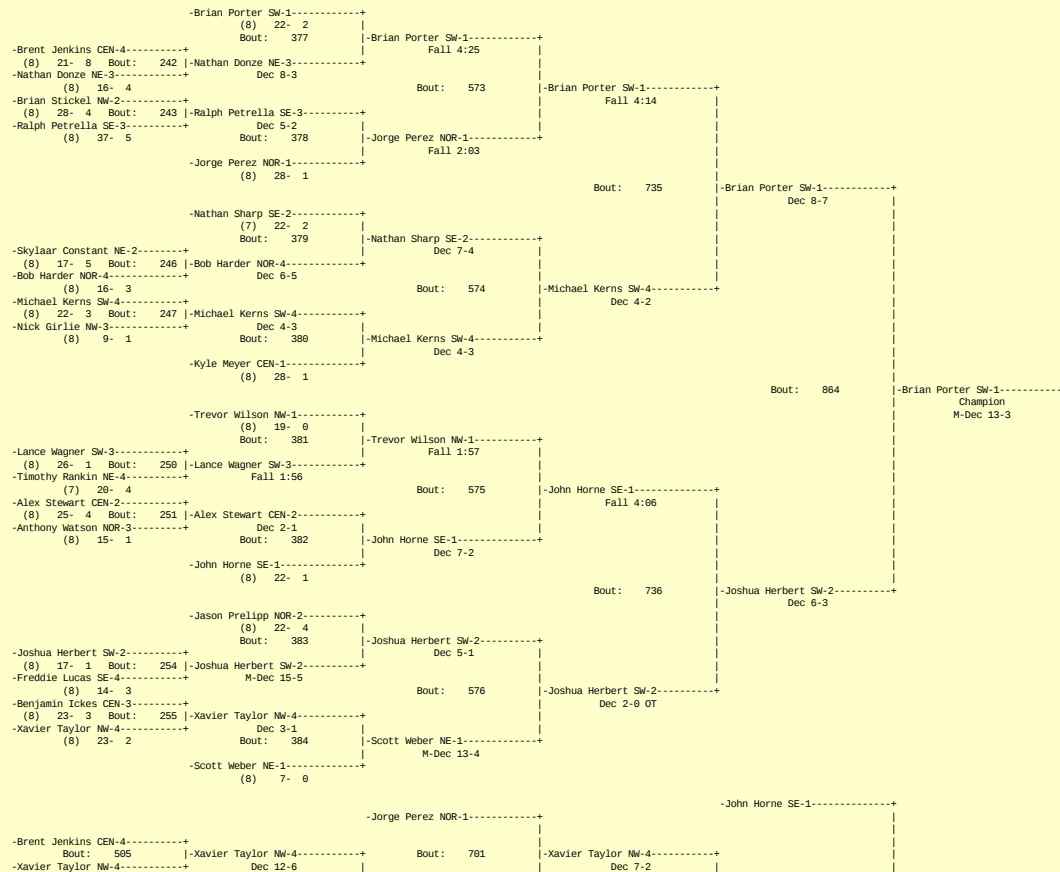 -Brian Porter SW-1-----------+
(8) 22- 2 |
Bout: 377 |-Brian Porter SW-1-----------+
-Brent Jenkins CEN-4----------+ | Fall 4:25 |
(8) 21- 8 Bout: 242 |-Nathan Donze NE-3------------+ |
-Nathan Donze NE-3-----------+ Dec 8-3 |
(8) 16- 4 Bout: 573 |-Brian Porter SW-1-----------+
-Brian Stickel NW-2----------+ | Fall 4:14 |
(8) 28- 4 Bout: 243 |-Ralph Petrella SE-3----------+ | |
-Ralph Petrella SE-3---------+ Dec 5-2 | | |
Bout: 378 |-Jorge Perez NOR-1-----------+ |
(8) 37- 5 | Fall 2:03 |
-Jorge Perez NOR-1-----------+ |
(8) 28- 1 |
Bout: 735 |-Brian Porter SW-1-----------+
| Dec 8-7 |
-Nathan Sharp SE-2-----------+ | |
(7) 22- 2 | | |
Bout: 379 |-Nathan Sharp SE-2-----------+ | |
-Skylaar Constant NE-2--------+ | Dec 7-4 | | |
(8) 17- 5 Bout: 246 |-Bob Harder NOR-4------------+ | | |
-Bob Harder NOR-4------------+ Dec 6-5 | | |
(8) 16- 3 Bout: 574 |-Michael Kerns SW-4----------+ |
-Michael Kerns SW-4----------+ | Dec 4-2 |
(8) 22- 3 Bout: 247 |-Michael Kerns SW-4----------+ | |
-Nick Girlie NW-3------------+ Dec 4-3 | | |
(8) 9- 1 Bout: 380 |-Michael Kerns SW-4----------+ |
| Dec 4-3 |
-Kyle Meyer CEN-1------------+ |
(8) 28- 1 |
Bout: 864 |-Brian Porter SW-1----------
| Champion
-Trevor Wilson NW-1----------+ | M-Dec 13-3
(8) 19- 0 | |
Bout: 381 |-Trevor Wilson NW-1----------+ |
-Lance Wagner SW-3-----------+ | Fall 1:57 | |
(8) 26- 1 Bout: 250 |-Lance Wagner SW-3-----------+ | |
-Timothy Rankin NE-4---------+ Fall 1:56 | |
(7) 20- 4 Bout: 575 |-John Horne SE-1-------------+ |
-Alex Stewart CEN-2----------+ | Fall 4:06 | |
(8) 25- 4 Bout: 251 |-Alex Stewart CEN-2----------+ | | |
-Anthony Watson NOR-3---------+ Dec 2-1 | | | |
(8) 15- 1 Bout: 382 |-John Horne SE-1-------------+ | |
| Dec 7-2 | |
-John Horne SE-1-------------+ | |
(8) 22- 1 | |
Bout: 736 |-Joshua Herbert SW-2----------+
| Dec 6-3
-Jason Prelipp NOR-2---------+ |
(8) 22- 4 | |
Bout: 383 |-Joshua Herbert SW-2----------+ |
-Joshua Herbert SW-2----------+ | Dec 5-1 | |
(8) 17- 1 Bout: 254 |-Joshua Herbert SW-2----------+ | |
-Freddie Lucas SE-4----------+ M-Dec 15-5 | |
(8) 14- 3 Bout: 576 |-Joshua Herbert SW-2----------+
-Benjamin Ickes CEN-3---------+ | Dec 2-0 OT
(8) 23- 3 Bout: 255 |-Xavier Taylor NW-4----------+ |
-Xavier Taylor NW-4----------+ Dec 3-1 | |
(8) 23- 2 Bout: 384 |-Scott Weber NE-1------------+
| M-Dec 13-4
-Scott Weber NE-1------------+
(8) 7- 0
-John Horne SE-1-------------+
-Jorge Perez NOR-1-----------+ |
-Brent Jenkins CEN-4----------+ | |
Bout: 505 |-Xavier Taylor NW-4----------+ Bout: 701 |-Xavier Taylor NW-4----------+ |
-Xavier Taylor NW-4----------+ Dec 12-6 | | Dec 7-2 | |